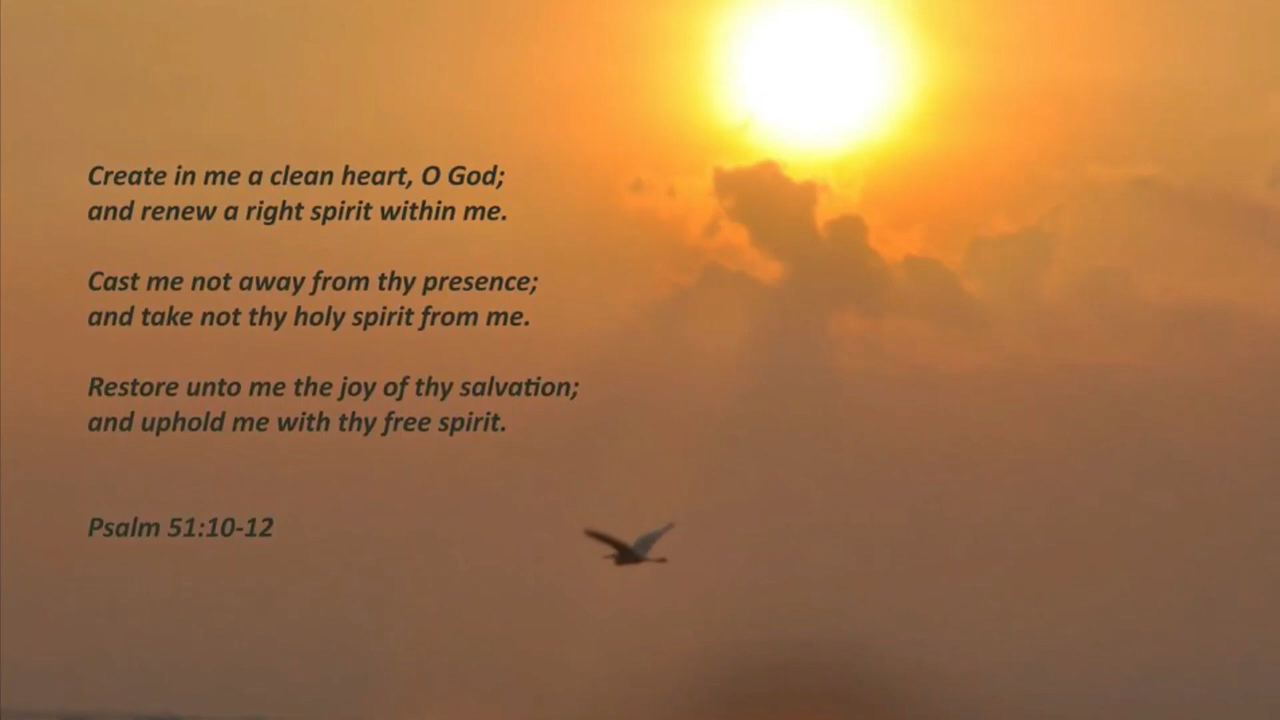 Create in me a clean heart, O God;
and renew a right spirit within me.
Cast me not away from thy presence;
and take not thy holy spirit from me.
Restore unto me the joy of thy salvation;
and uphold me with thy free spirit.
Psalm 51:10-12